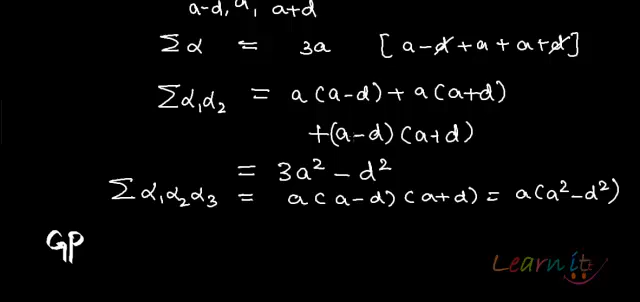 a-d, a, a+d
Σα = 3a [a-d+a+a+d]
Σα₁α₂ = a(a-d)+a(a+d)
+(a-d)(a+d)
= 3a²-d²
Σα₁α₂α₃ = a(a-d)(a+d) = a(a²-d²)
GP
Learnit